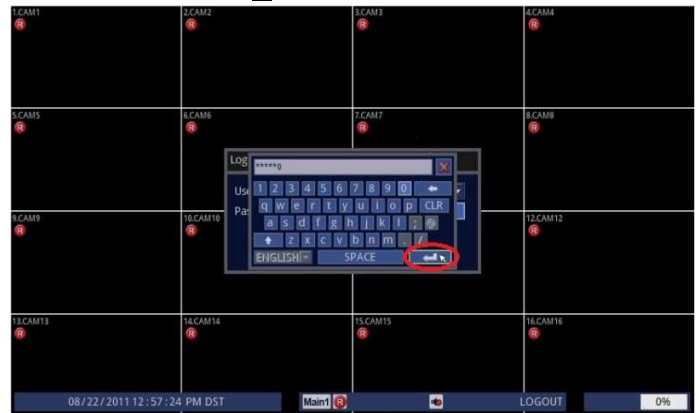 1.CAM1 2.CAM2 3.CAM3 4.CAM4
R R R R
5.CAM5 6.CAM6 7.CAM7 8.CAM8
R R R R
Log
*****0
Use 1 2 3 4 5 6 7 8 9 0
q w e r t y u i o p CLR
Pas a s d f g h j k l ; @
9.CAM9 10.CAM10 12.CAM12
R R R
z x c v b n m . /
ENGLISH SPACE
13.CAM13 14.CAM14 15.CAM15 16.CAM16
R R R R
08/22/2011 12:57:24 PM DST Main1 R LOGOUT 0%